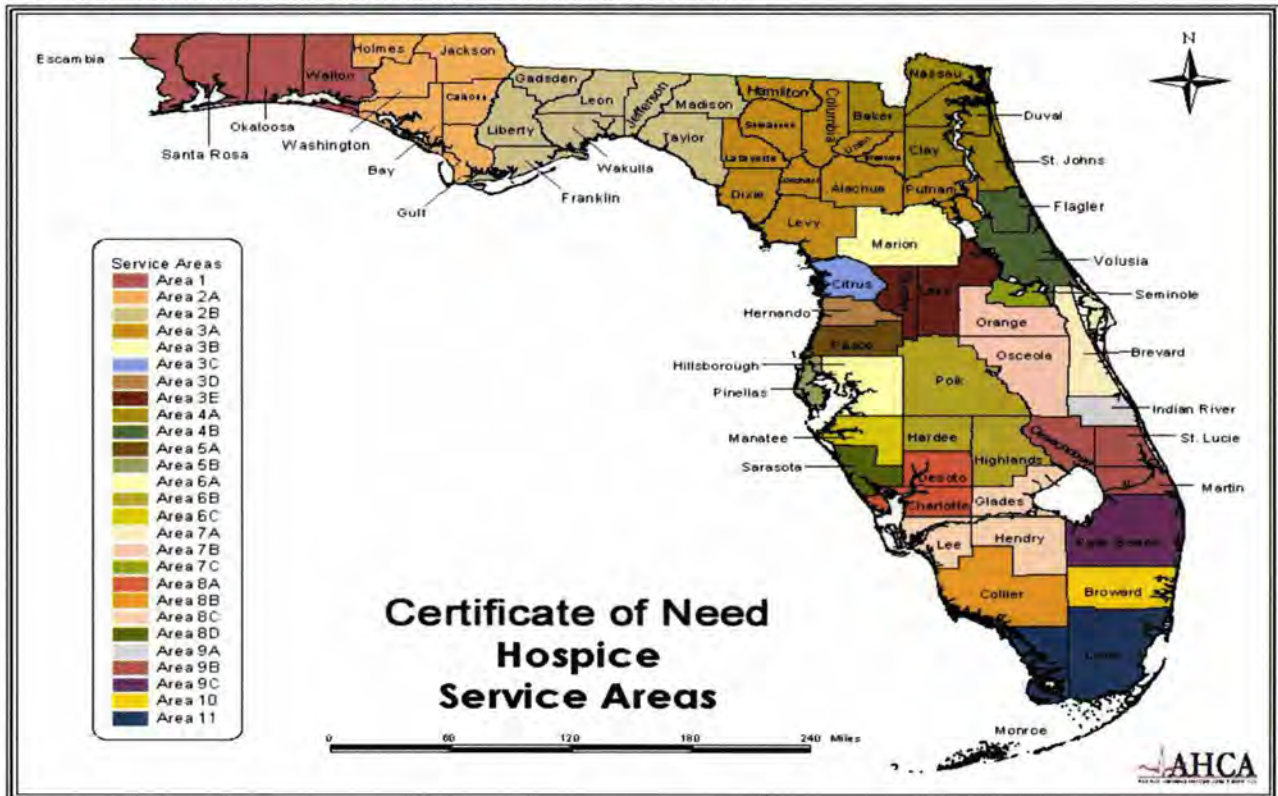 N
Escambia
Holmes
Jackson
Walton
Gadsden
Leon
Jefferson
Madison
Hamilton
Columbia
Baker
Nassau
Duval
Okaloosa
Santa Rosa
Washington
Bay
Gulf
Liberty
Franklin
Wakulla
Taylor
Lafayette
Clay
St. Johns
Dixie
Alachua
Putnam
Flagler
Levy
Marion
Volusia
Citrus
Seminole
Hernando
Orange
Pasco
Osceola
Brevard
Hillsborough
Polk
Pinellas
Indian River
Manatee
Hardee
St. Lucie
Highlands
Sarasota
Desoto
Martin
Charlotte
Glades
Lee
Hendry
Collier
Broward
Monroe
Service Areas
Area 1
Area 2A
Area 2B
Area 3A
Area 3B
Area 3C
Area 3D
Area 3E
Area 4A
Area 4B
Area 5A
Area 5B
Area 6A
Area 6B
Area 6C
Area 7A
Area 7B
Area 7C
Area 8A
Area 8B
Area 8C
Area 8D
Area 9A
Area 9B
Area 9C
Area 10
Area 11
Certificate of Need
Hospice
Service Areas
0 60 120 180 240 Miles
AHCA